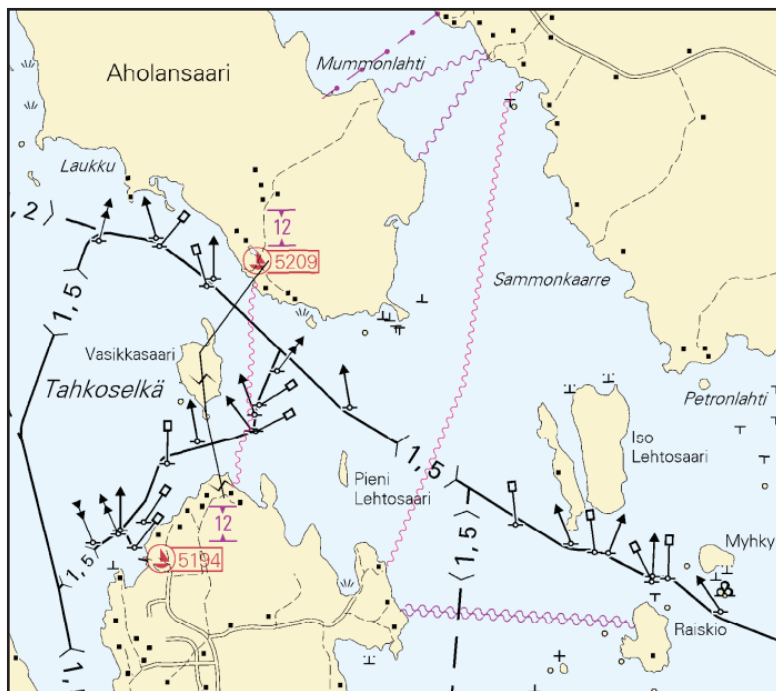 Aholansaari
Mummonlahti
Laukku
,2
12
5209
1,5
Sammonkaarre
Vasikkasaari
Tahkoselkä
Petronlahti
Iso
Lehtosaari
1,5
Pieni
Lehtosaari
12
1,5
Myhky
5194
1,5
Raiskio
1,